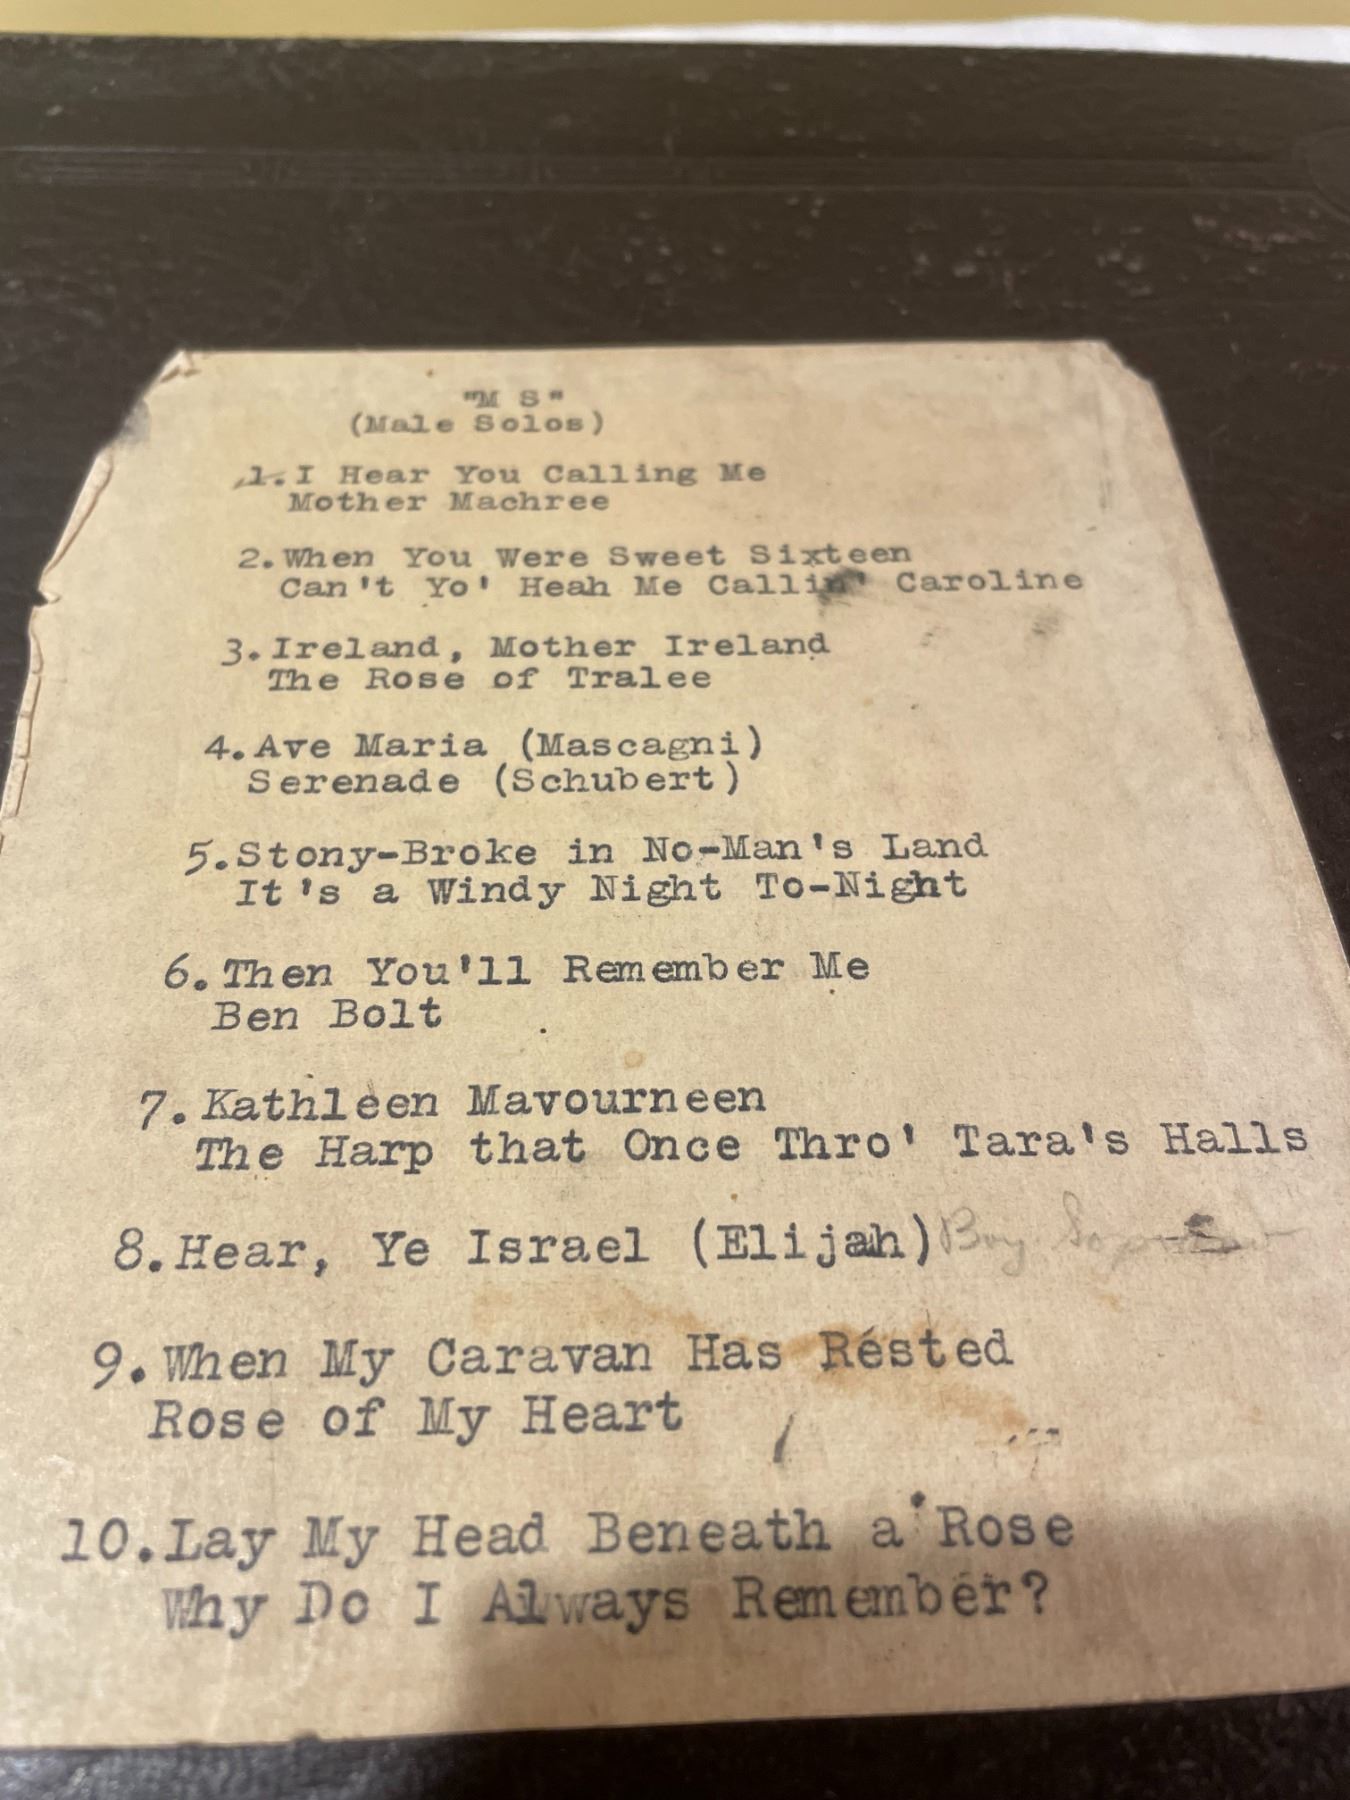 "M S"
(Male Solos)
1. I Hear You Calling Me
Mother Machree
2. When You Were Sweet Sixteen
Can't Yo' Heah Me Callin' Caroline
3. Ireland, Mother Ireland
The Rose of Tralee
4. Ave Maria (Mascagni)
Serenade (Schubert)
5. Stony-Broke in No-Man's Land
It's a Windy Night To-Night
6. Then You'll Remember Me
Ben Bolt
7. Kathleen Mavourneen
The Harp that Once Thro' Tara's Halls
8. Hear, Ye Israel (Elijah) Boy
9. When My Caravan Has Rested
Rose of My Heart
10. Lay My Head Beneath a Rose
Why Do I Always Remember?